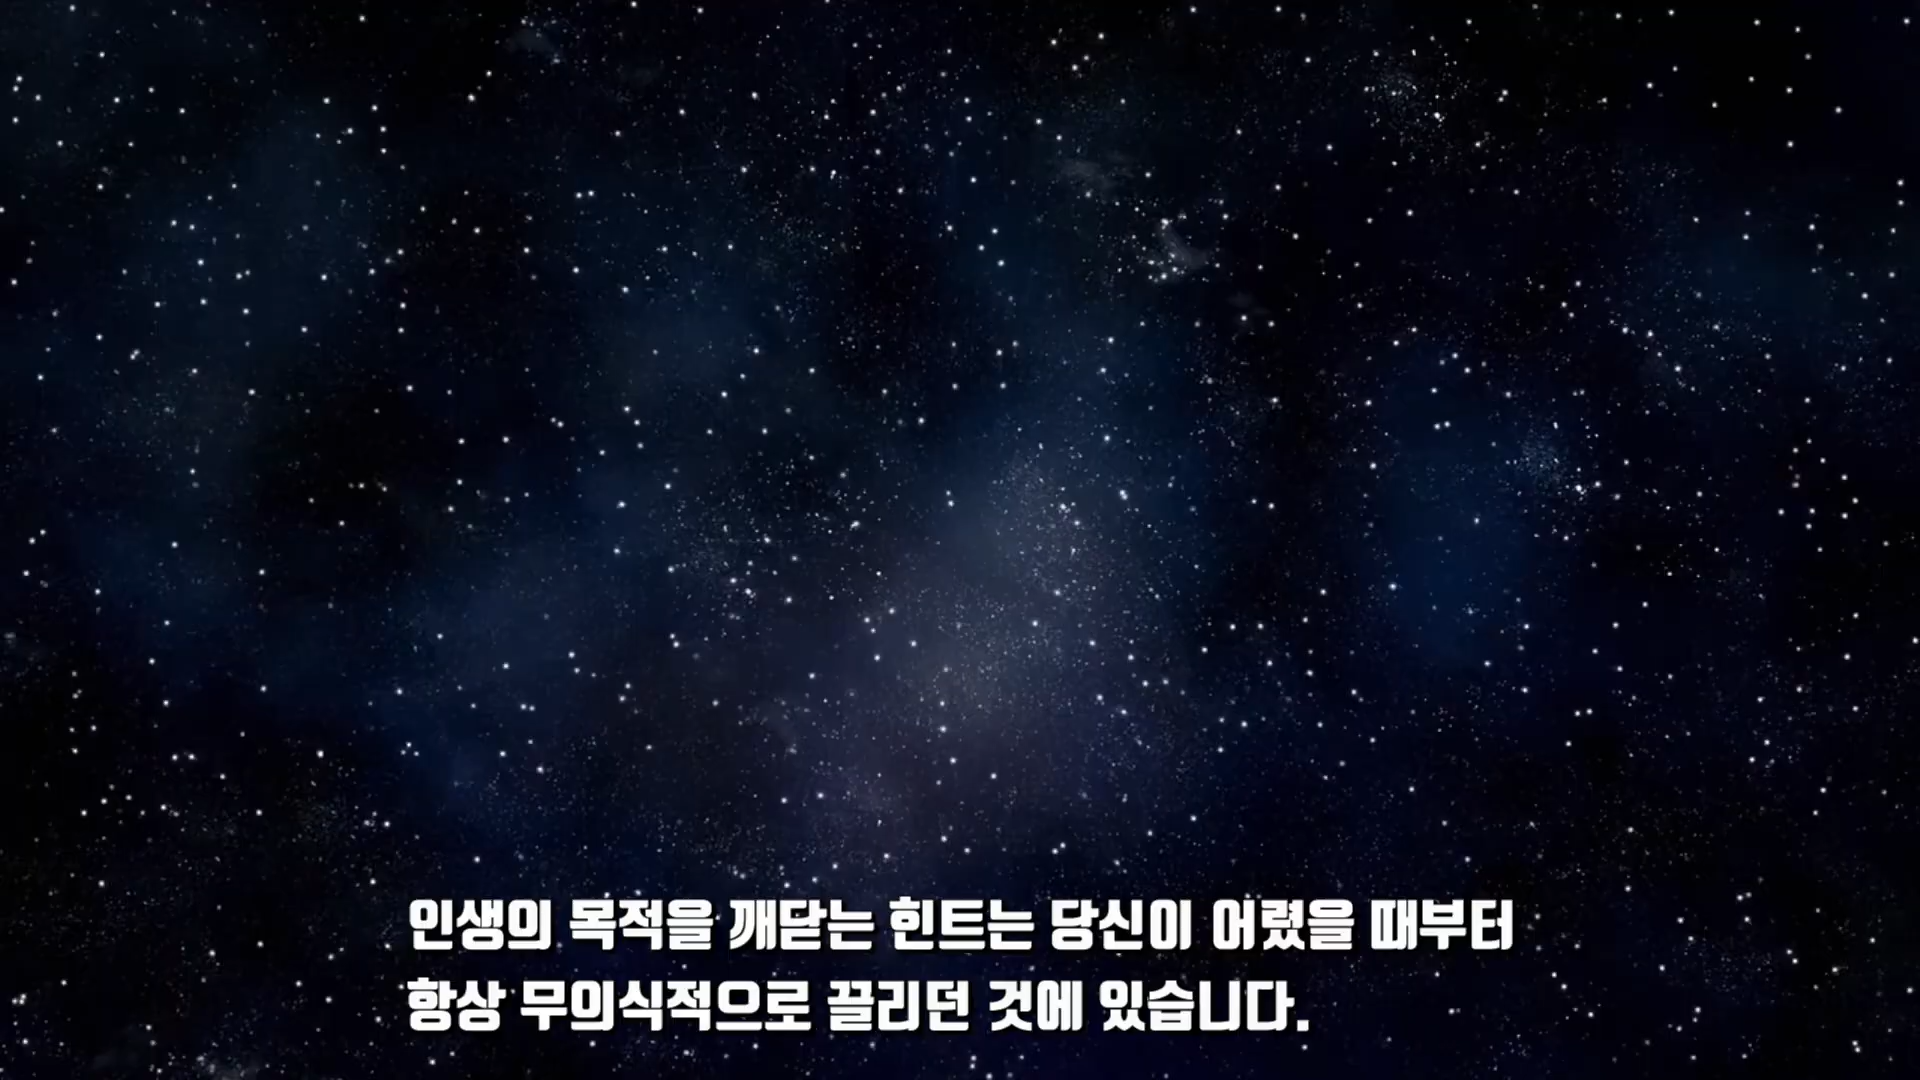 인생의 목적을 깨닫는 힌트는 당신이 어렸을 때부터
항상 무의식적으로 끌리던 것에 있습니다.